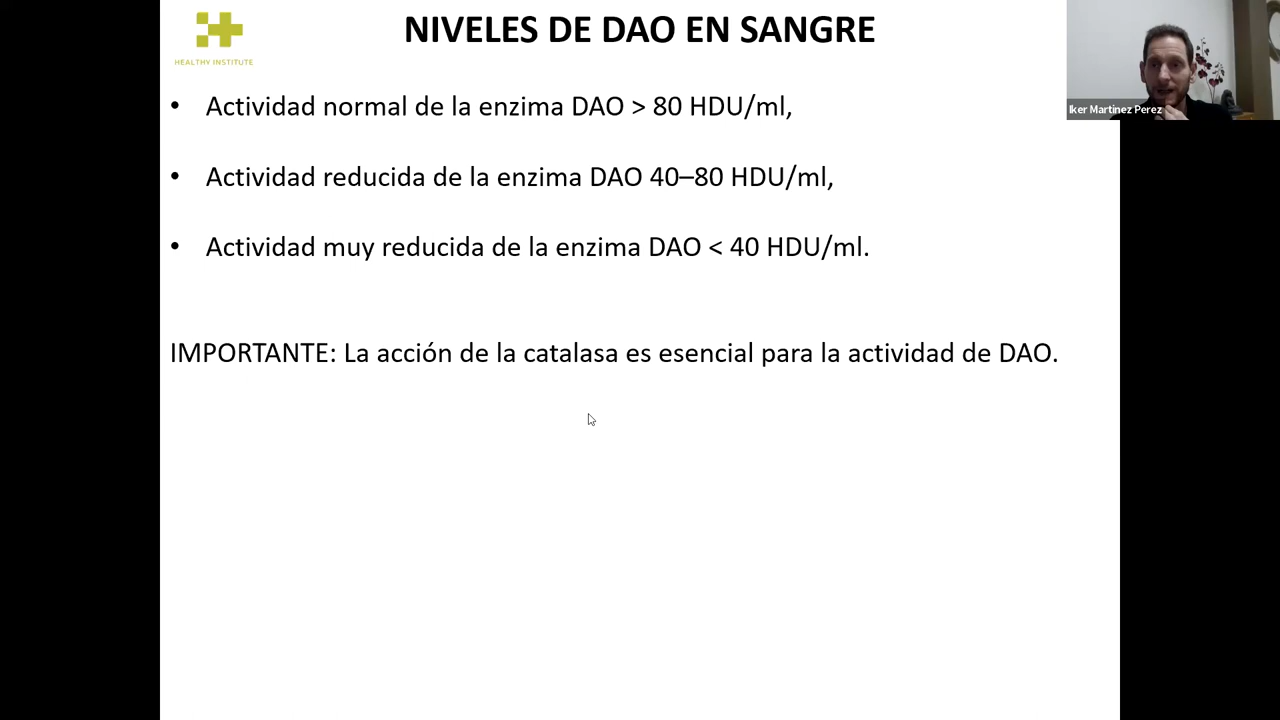 NIVELES DE DAO EN SANGRE
HEALTHY INSTITUTE
Iker Martinez Perez
• Actividad normal de la enzima DAO > 80 HDU/ml,
• Actividad reducida de la enzima DAO 40–80 HDU/ml,
• Actividad muy reducida de la enzima DAO < 40 HDU/ml.
IMPORTANTE: La acción de la catalasa es esencial para la actividad de DAO.